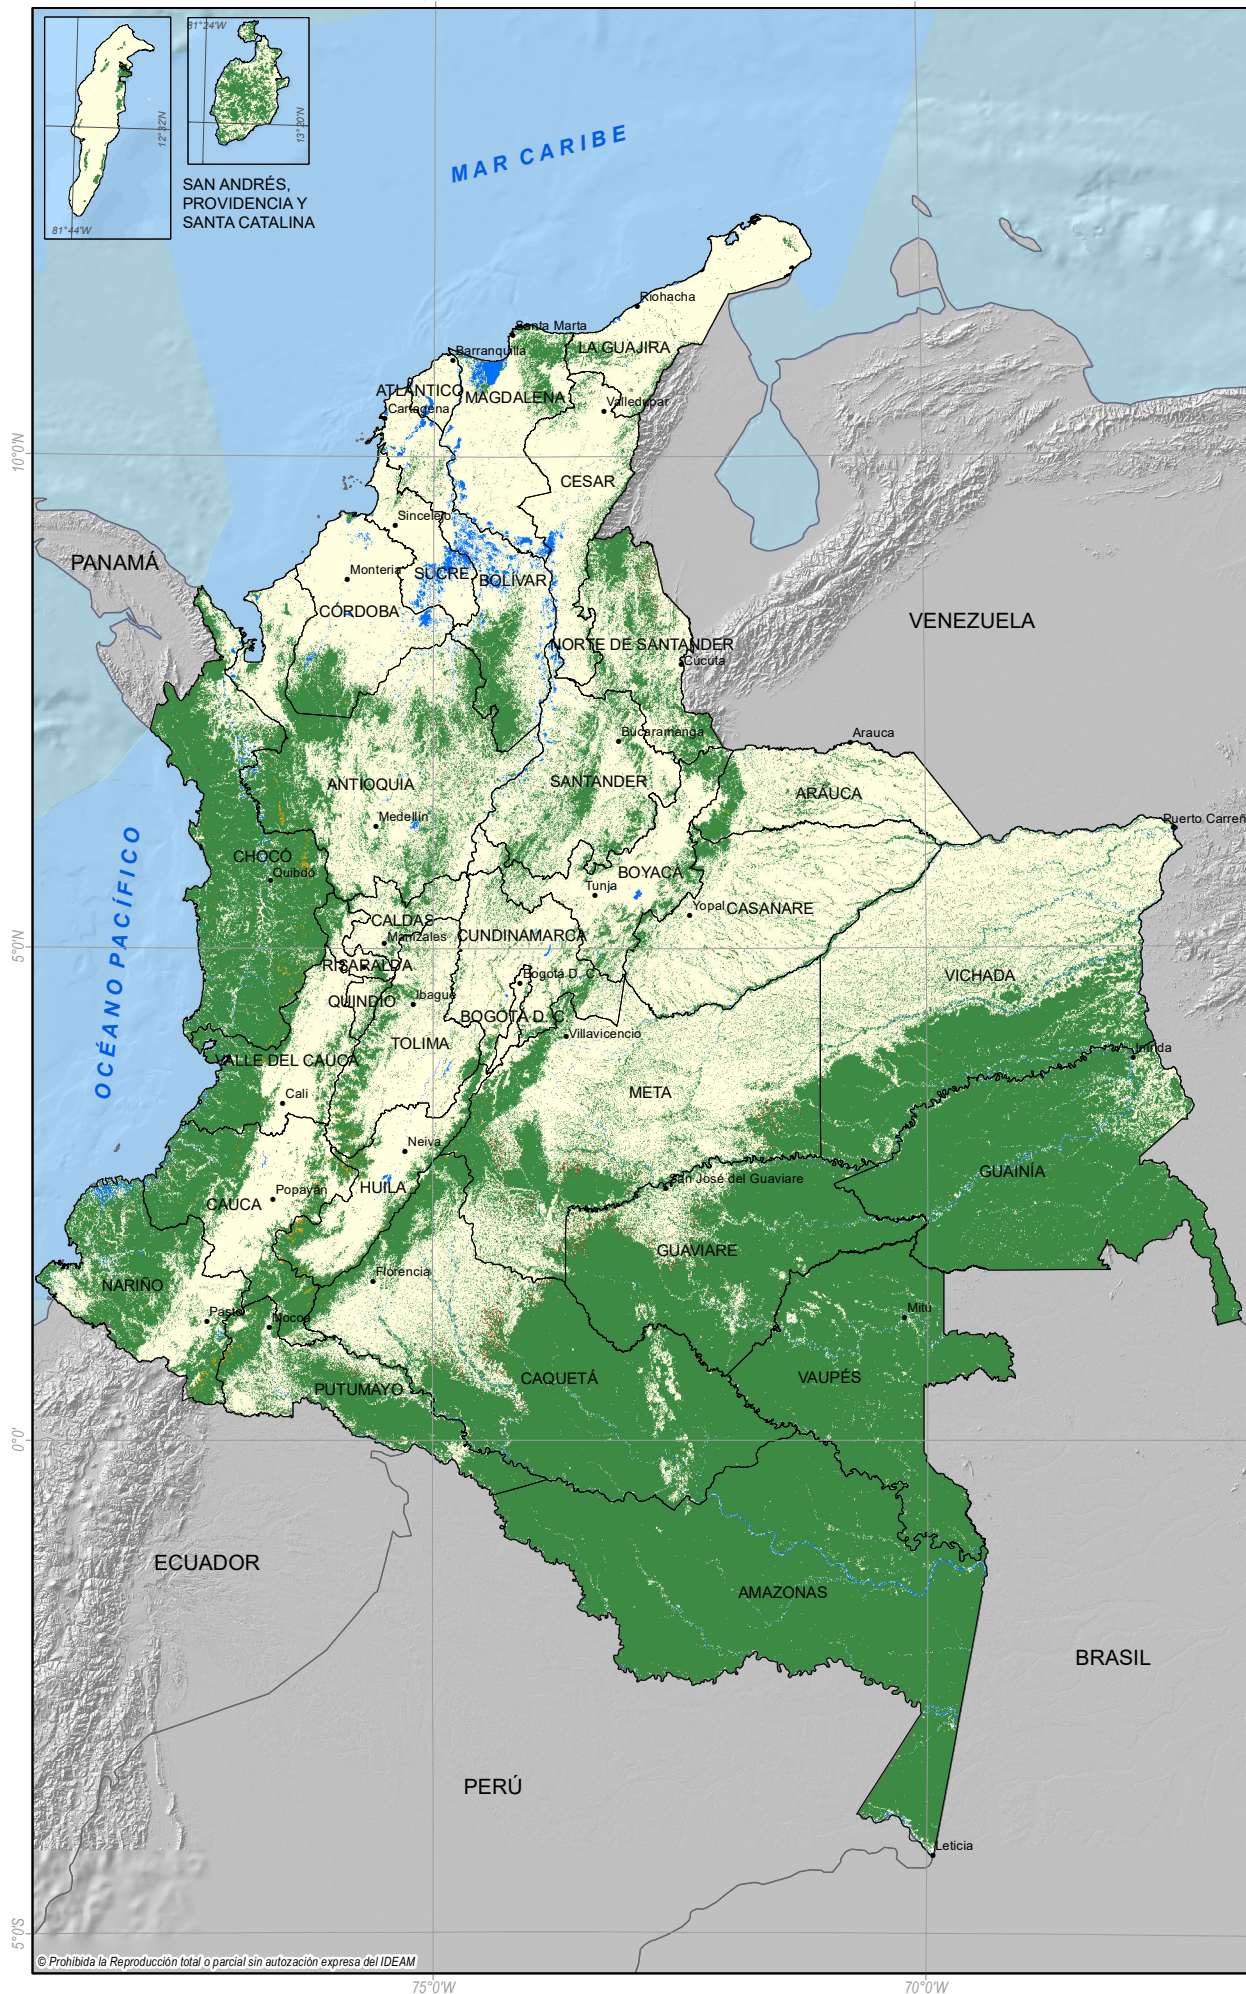 81°24'W
12°32'N
13°20'N
81°44'W
SAN ANDRÉS,
PROVIDENCIA Y
SANTA CATALINA
MAR CARIBE
Riohacha
Santa Marta
LA GUAJIRA
Barranquilla
ATLÁNTICO
MAGDALENA
Cartagena
Valledupar
10°0'N
CESAR
Sincelejo
PANAMÁ
Montería
SUCRE
BOLÍVAR
CÓRDOBA
VENEZUELA
NORTE DE SANTANDER
Cúcuta
Bucaramanga
Arauca
ANTIOQUIA
SANTANDER
ARAUCA
Medellín
Puerto Carreñ
OCÉANO PACÍFICO
CHOCÓ
Quibdó
BOYACÁ
Tunja
Yopal
CASANARE
CALDAS
Manizales
CUNDINAMARCA
5°0'N
RISARALDA
VICHADA
Bogotá D. C.
QUINDÍO
Ibagué
BOGOTÁ D. C.
Villavicencio
TOLIMA
VALLE DEL CAUCA
Inírida
META
Cali
Neiva
GUAINÍA
San José del Guaviare
HUILA
Popayán
CAUCA
GUAVIARE
Florencia
NARIÑO
Mitú
Pasto
Mocoa
CAQUETÁ
VAUPÉS
PUTUMAYO
0°0'
ECUADOR
AMAZONAS
BRASIL
PERÚ
Leticia
5°0'S
© Prohibida la Reproducción total o parcial sin autozación expresa del IDEAM
75°0'W
70°0'W